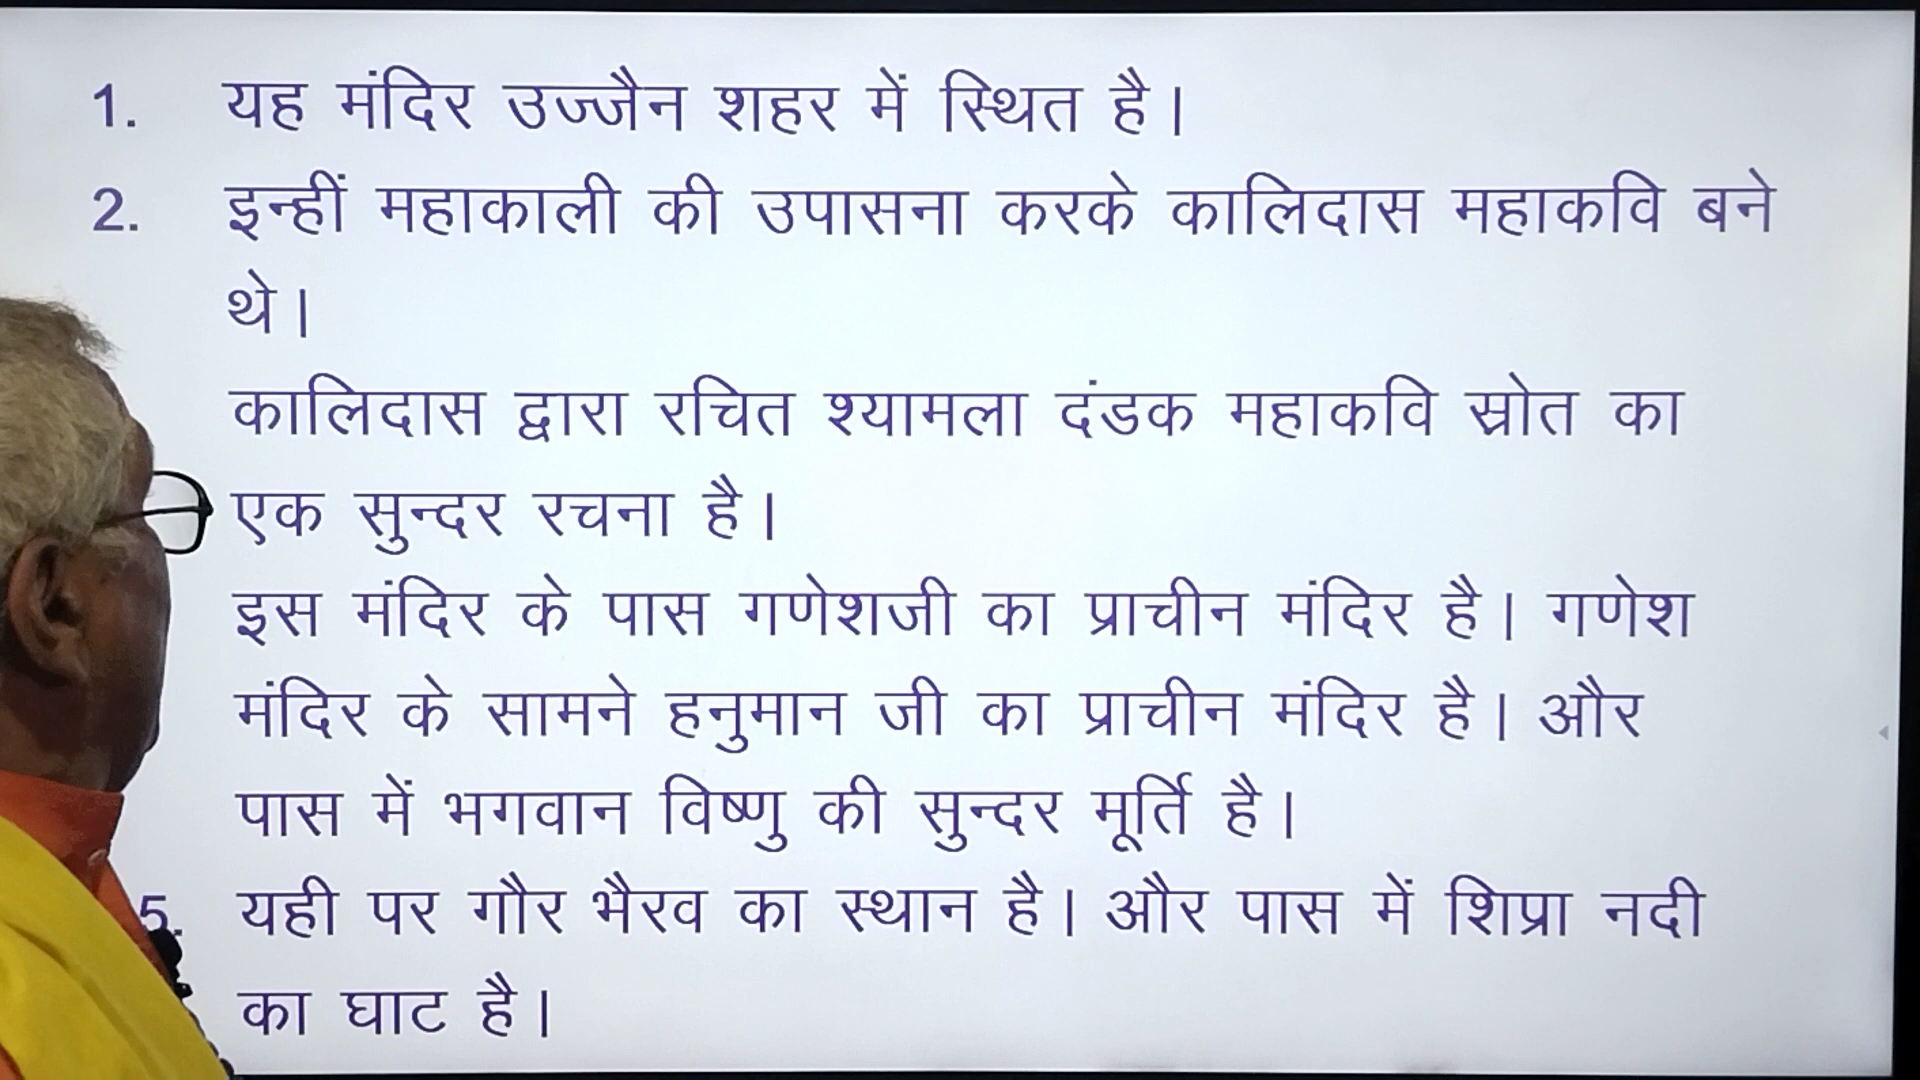 1. यह मंदिर उज्जैन शहर में स्थित है।
2. इन्हीं महाकाली की उपासना करके कालिदास महाकवि बने
थे।
कालिदास द्वारा रचित श्यामला दंडक महाकवि स्रोत का
एक सुन्दर रचना है।
इस मंदिर के पास गणेशजी का प्राचीन मंदिर है। गणेश
मंदिर के सामने हनुमान जी का प्राचीन मंदिर है। और
पास में भगवान विष्णु की सुन्दर मूर्ति है।
5. यही पर गौर भैरव का स्थान है। और पास में शिप्रा नदी
का घाट है।